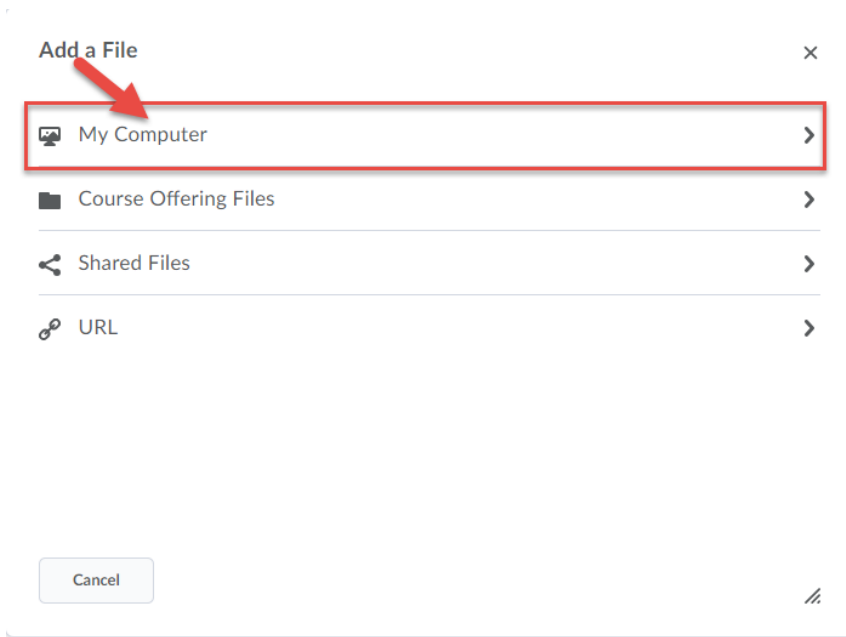 Add a File
My Computer
Course Offering Files
Shared Files
URL
Cancel